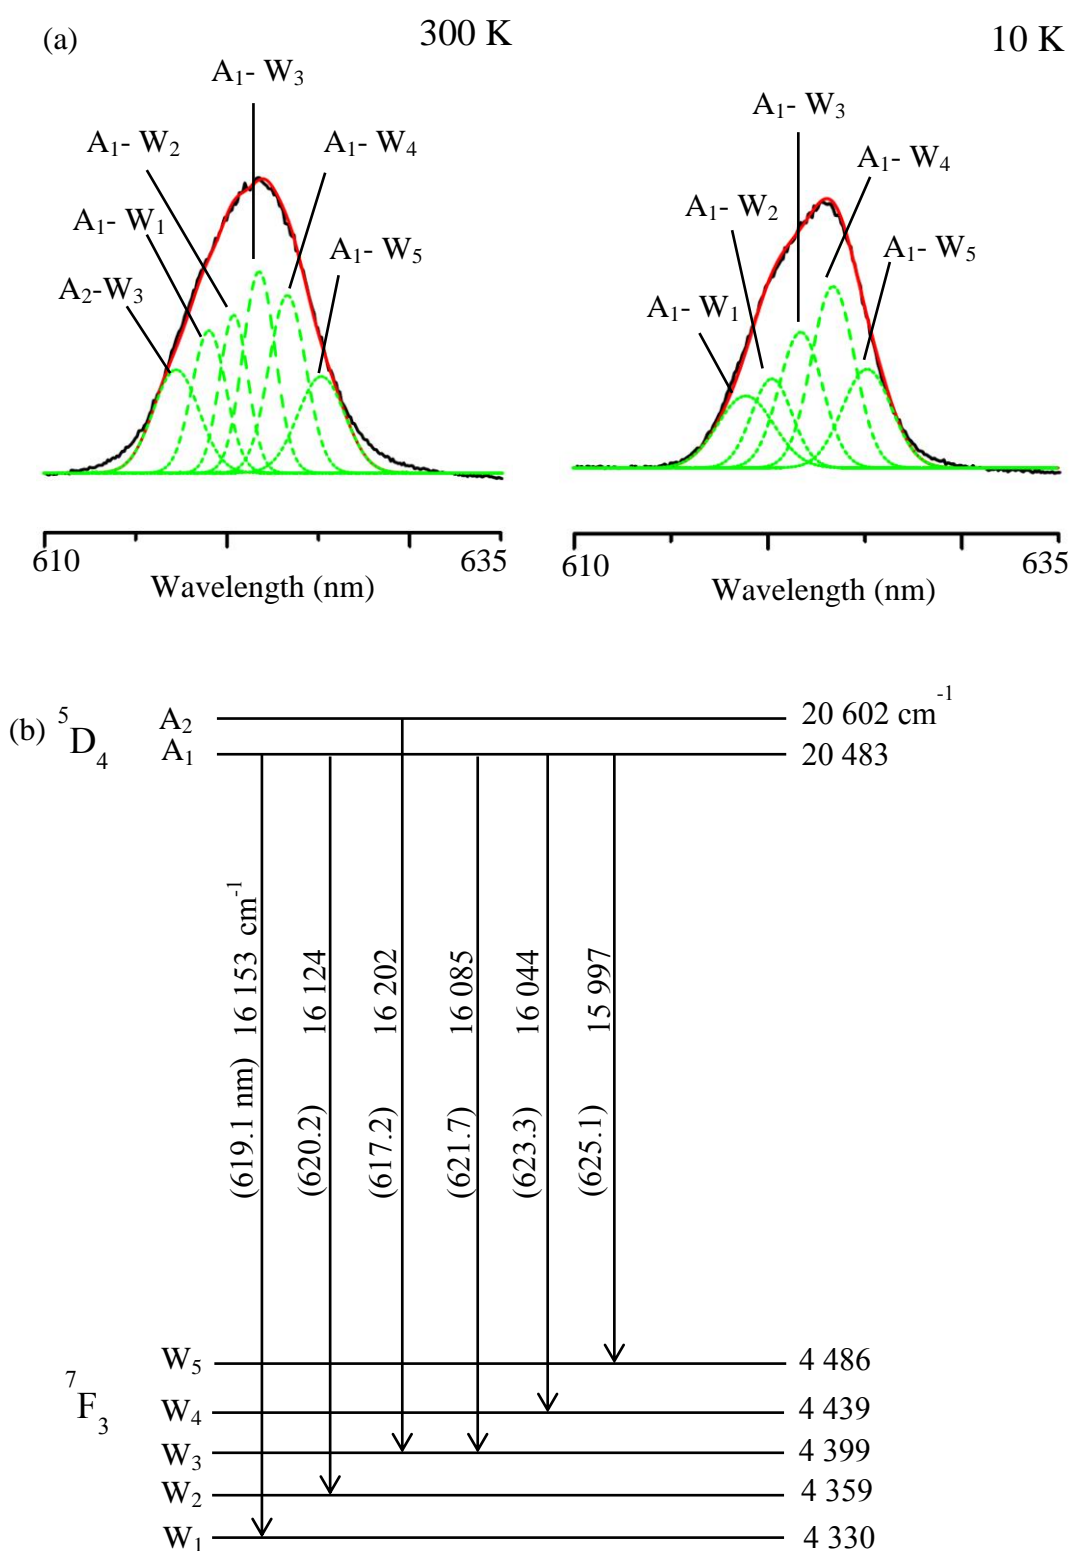 (a) 300 K 10 K
A₁- W₃
A₁- W₂ A₁- W₄
A₁- W₁ A₁- W₅
A₂-W₃
610 635
Wavelength (nm)
A₁- W₃
A₁- W₄
A₁- W₂
A₁- W₅
A₁- W₁
610 635
Wavelength (nm)
(b) ⁵D₄ A₂ 20 602 cm⁻¹
A₁ 20 483
(619.1 nm) 16 153 cm⁻¹
(620.2) 16 124
(617.2) 16 202
(621.7) 16 085
(623.3) 16 044
(625.1) 15 997
⁷F₃
W₅ 4 486
W₄ 4 439
W₃ 4 399
W₂ 4 359
W₁ 4 330